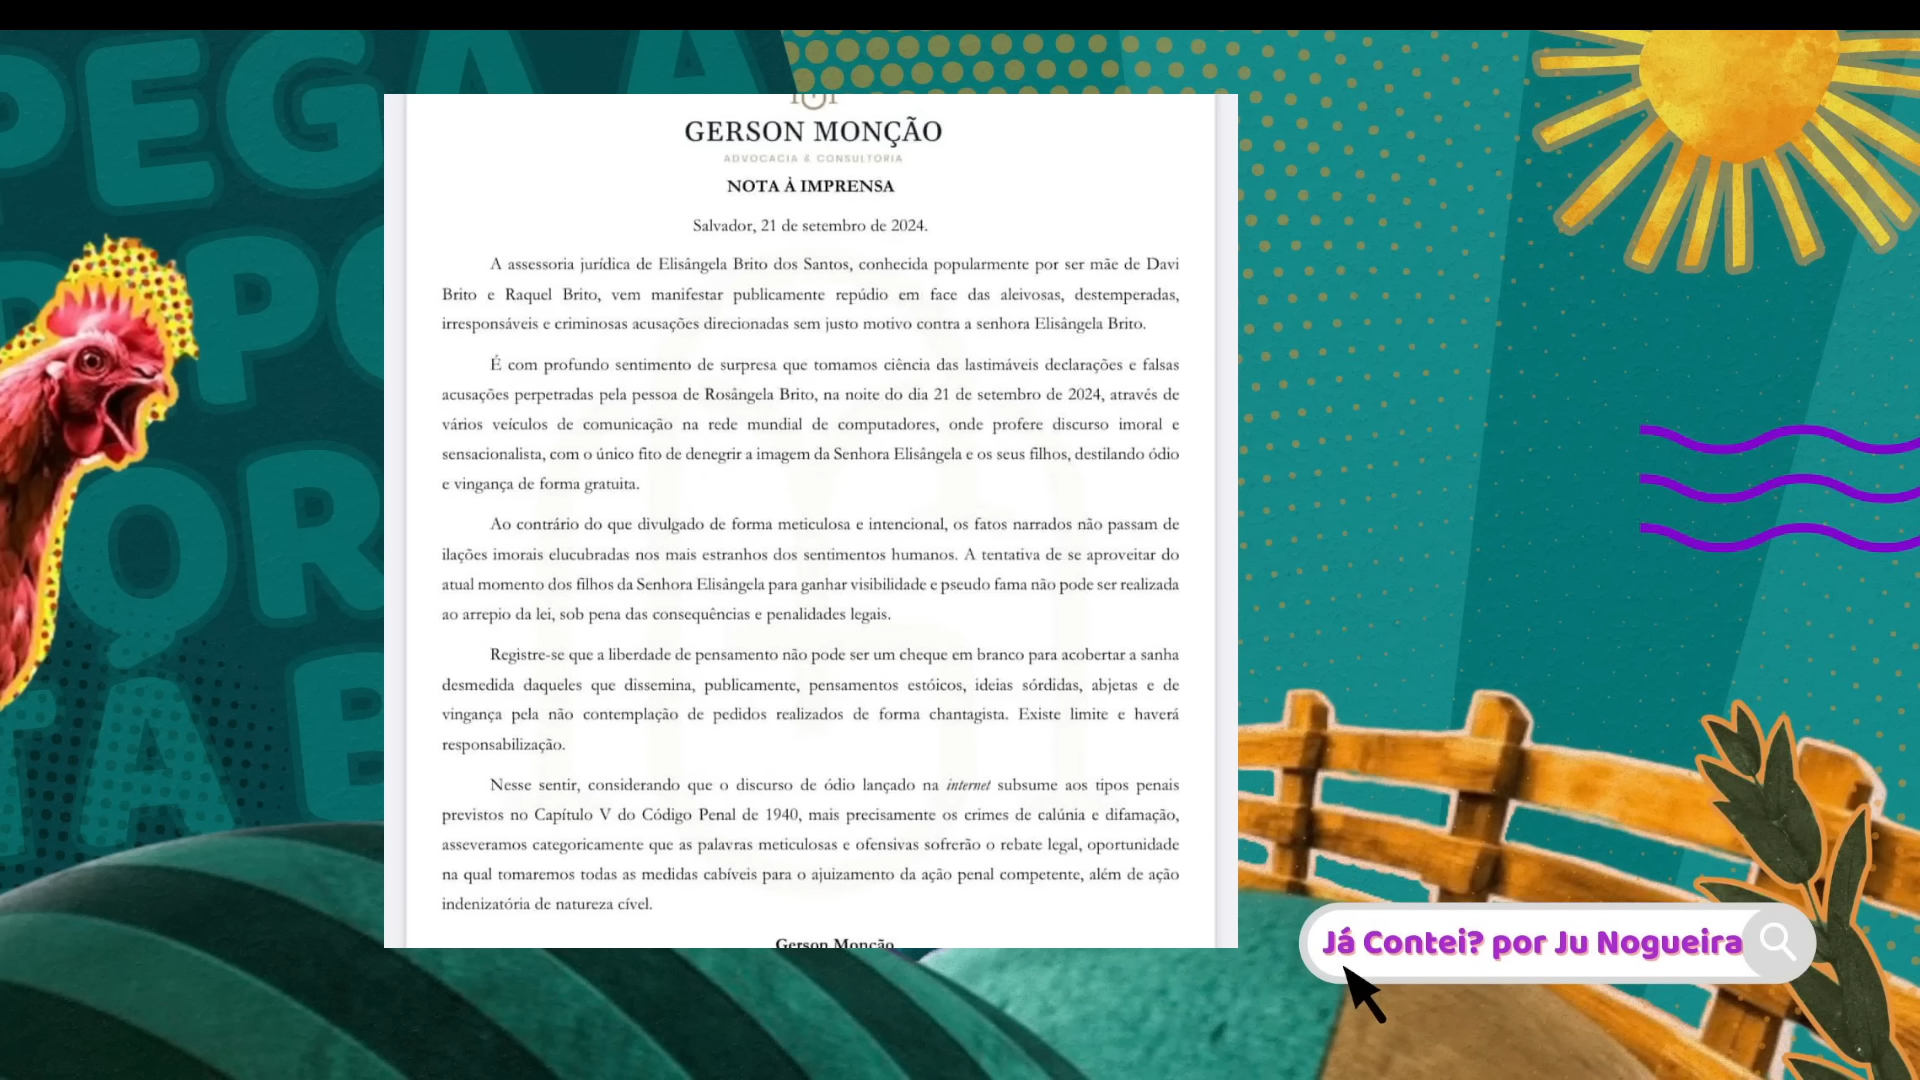 PEGA A
GERSON MONÇÃO
ADVOCACIA & CONSULTORIA
NOTA À IMPRENSA
Salvador, 21 de setembro de 2024.
A assessoria jurídica de Elisângela Brito dos Santos, conhecida popularmente por ser mãe de Davi
Brito e Raquel Brito, vem manifestar publicamente repúdio em face das aleivosas, destemperadas,
irresponsáveis e criminosas acusações direcionadas sem justo motivo contra a senhora Elisângela Brito.
É com profundo sentimento de surpresa que tomamos ciência das lastimáveis declarações e falsas
acusações perpetradas pela pessoa de Rosângela Brito, na noite do dia 21 de setembro de 2024, através de
vários veículos de comunicação na rede mundial de computadores, onde profere discurso imoral e
sensacionalista, com o único fito de denegrir a imagem da Senhora Elisângela e os seus filhos, destilando ódio
e vingança de forma gratuita.
Ao contrário do que divulgado de forma meticulosa e intencional, os fatos narrados não passam de
ilações imorais elucubradas nos mais estranhos dos sentimentos humanos. A tentativa de se aproveitar do
atual momento dos filhos da Senhora Elisângela para ganhar visibilidade e pseudo fama não pode ser realizada
ao arrepio da lei, sob pena das consequências e penalidades legais.
Registre-se que a liberdade de pensamento não pode ser um cheque em branco para acobertar a sanha
desmedida daqueles que dissemina, publicamente, pensamentos estóicos, ideias sórdidas, abjetas e de
vingança pela não contemplação de pedidos realizados de forma chantagista. Existe limite e haverá
responsabilização.
Nesse sentir, considerando que o discurso de ódio lançado na internet subsume aos tipos penais
previstos no Capítulo V do Código Penal de 1940, mais precisamente os crimes de calúnia e difamação,
asseveramos categoricamente que as palavras meticulosas e ofensivas sofrerão o rebate legal, oportunidade
na qual tomaremos todas as medidas cabíveis para o ajuizamento da ação penal competente, além de ação
indenizatória de natureza cível.
Gerson Monção
Já Contei? por Ju Nogueira